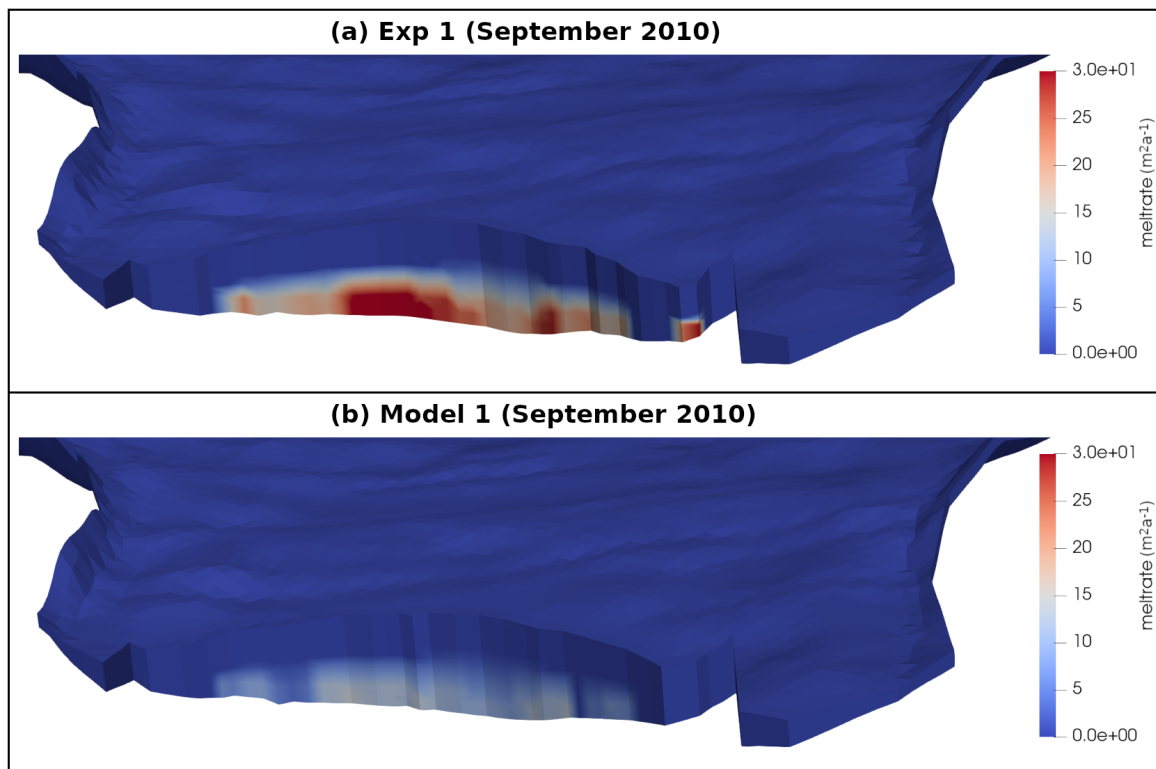 (a) Exp 1 (September 2010)
3.0e+01
25
20
15
10
5
0.0e+00
meltrate (m²a⁻¹)
(b) Model 1 (September 2010)
3.0e+01
25
20
15
10
5
0.0e+00
meltrate (m²a⁻¹)